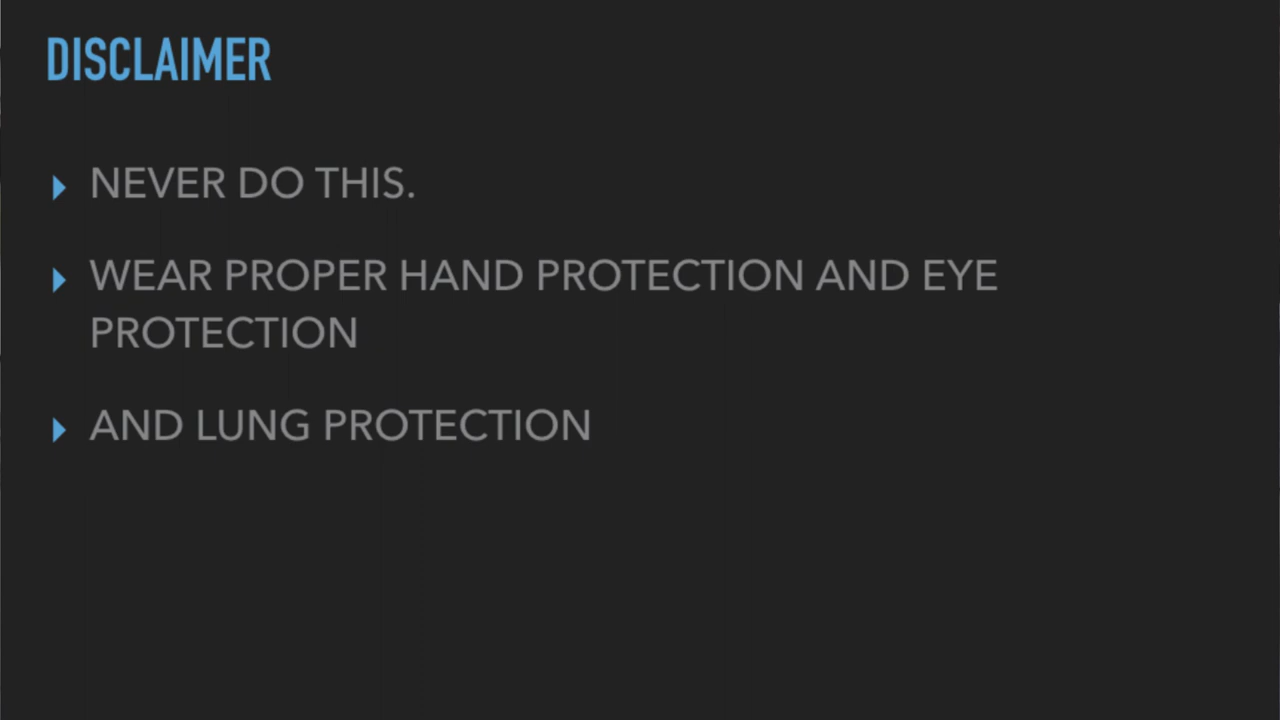 DISCLAIMER
NEVER DO THIS.
WEAR PROPER HAND PROTECTION AND EYE
PROTECTION
AND LUNG PROTECTION